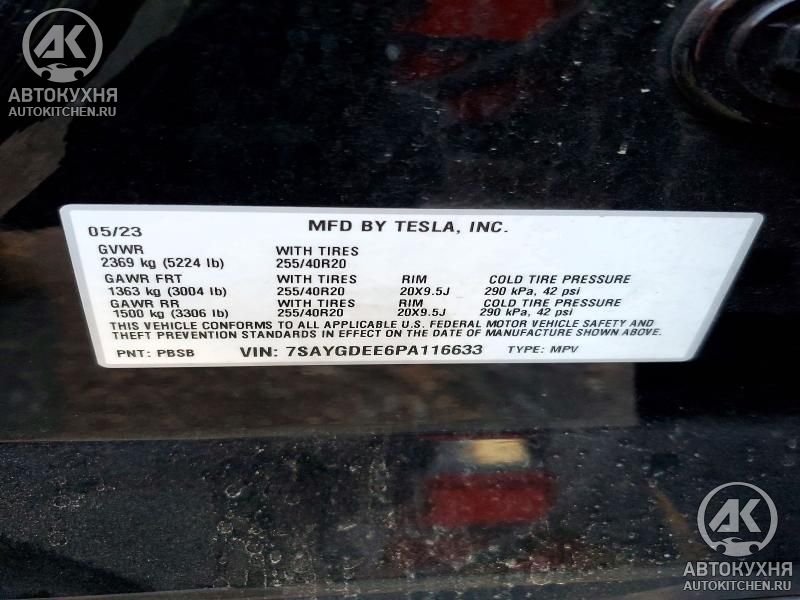 АК
АВТОКУХНЯ
AUTOKITCHEN.RU
05/23 MFD BY TESLA, INC.
GVWR WITH TIRES
2369 kg (5224 lb) 255/40R20
GAWR FRT WITH TIRES RIM COLD TIRE PRESSURE
1363 kg (3004 lb) 255/40R20 20X9.5J 290 kPa, 42 psi
GAWR RR WITH TIRES RIM COLD TIRE PRESSURE
1500 kg (3306 lb) 255/40R20 20X9.5J 290 kPa, 42 psi
THIS VEHICLE CONFORMS TO ALL APPLICABLE U.S. FEDERAL MOTOR VEHICLE SAFETY AND
THEFT PREVENTION STANDARDS IN EFFECT ON THE DATE OF MANUFACTURE SHOWN ABOVE.
PNT: PBSB VIN: 7SAYGDEE6PA116633 TYPE: MPV
АК
АВТОКУХНЯ
AUTOKITCHEN.RU